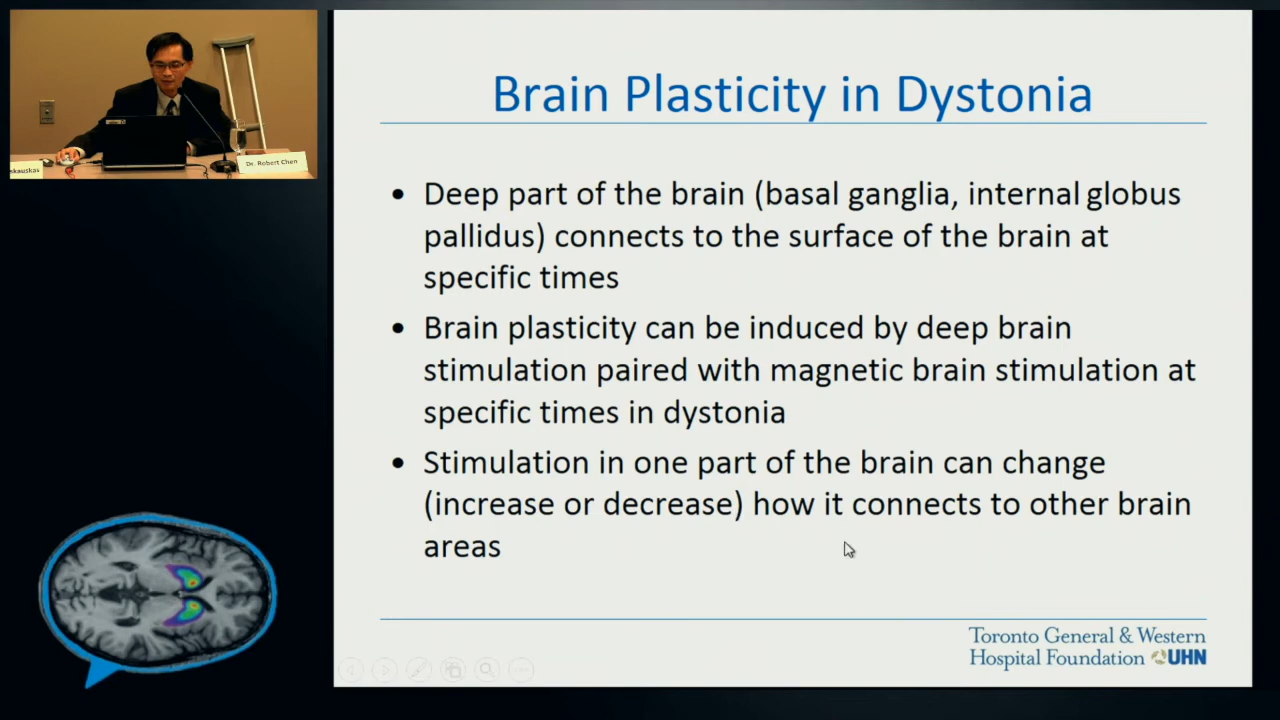 skauskas
Dr. Robert Chen
Brain Plasticity in Dystonia
• Deep part of the brain (basal ganglia, internal globus
pallidus) connects to the surface of the brain at
specific times
• Brain plasticity can be induced by deep brain
stimulation paired with magnetic brain stimulation at
specific times in dystonia
• Stimulation in one part of the brain can change
(increase or decrease) how it connects to other brain
areas
Toronto General & Western
Hospital Foundation UHN